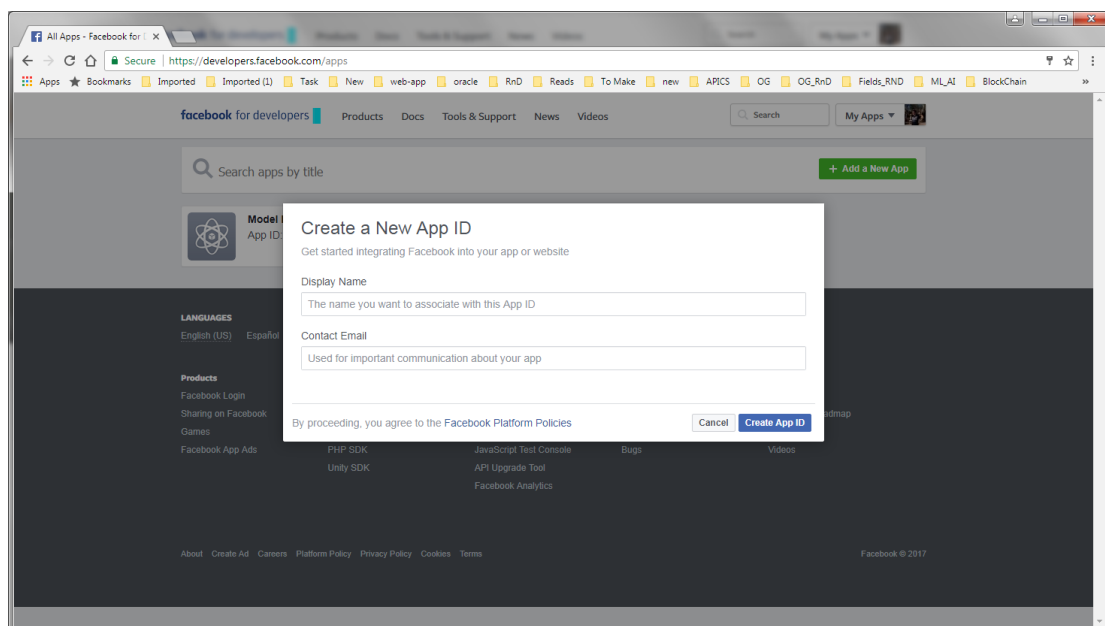 All Apps - Facebook for
Secure https://developers.facebook.com/apps
Apps Bookmarks Imported Imported (1) Task New web-app oracle RnD Reads To Make new APICS OG OG_RnD Fields_RND ML_AI BlockChain »
facebook for developers Products Docs Tools & Support News Videos Search My Apps
Search apps by title + Add a New App
Model
App ID:
Create a New App ID
Get started integrating Facebook into your app or website
Display Name
The name you want to associate with this App ID
Contact Email
Used for important communication about your app
By proceeding, you agree to the Facebook Platform Policies Cancel Create App ID
LANGUAGES
English (US) Español
Products
Facebook Login
Sharing on Facebook
Games
Facebook App Ads PHP SDK JavaScript Test Console Bugs Videos
Unity SDK API Upgrade Tool
Facebook Analytics
About Create Ad Careers Platform Policy Privacy Policy Cookies Terms Facebook © 2017